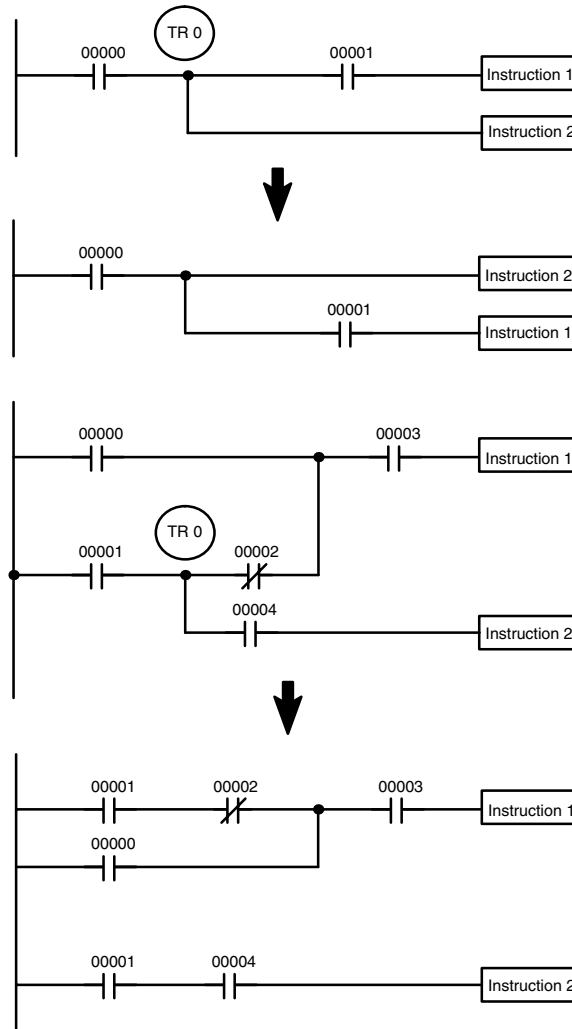 TR 0
00000 00001
Instruction 1
Instruction 2
00000
Instruction 2
00001
Instruction 1
00000 00003
Instruction 1
TR 0
00001 00002
00004
Instruction 2
00001 00002 00003
Instruction 1
00000
00001 00004
Instruction 2